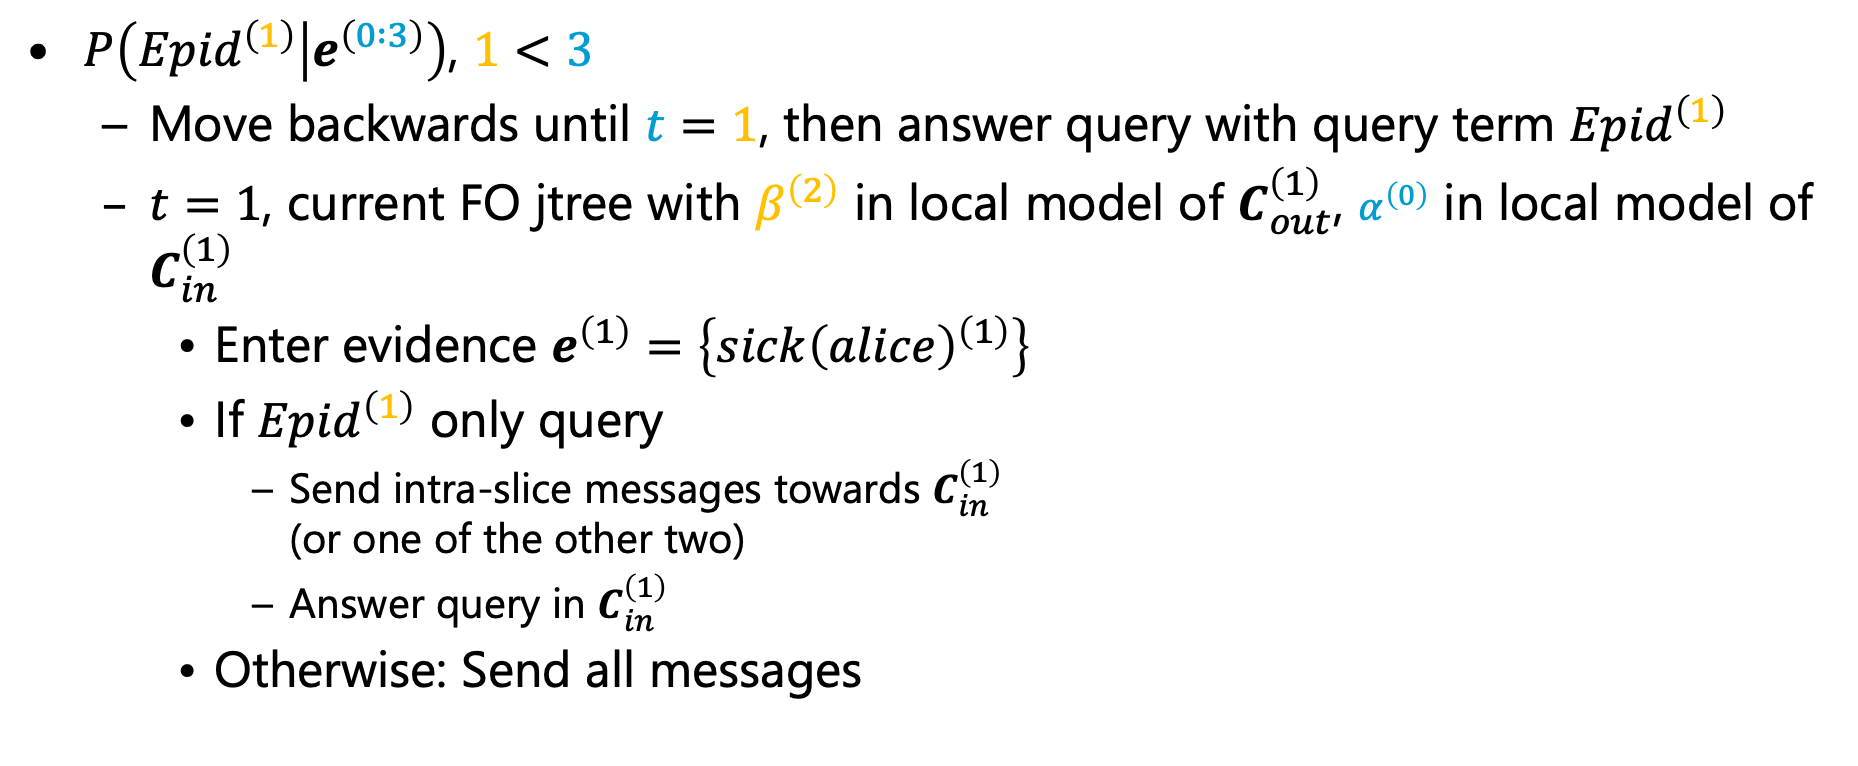 • P(Epid⁽¹⁾|e⁽⁰:³⁾), 1 < 3
– Move backwards until t = 1, then answer query with query term Epid⁽¹⁾
– t = 1, current FO jtree with β⁽²⁾ in local model of C_out⁽¹⁾, α⁽⁰⁾ in local model of
C_in⁽¹⁾
• Enter evidence e⁽¹⁾ = {sick(alice)⁽¹⁾}
• If Epid⁽¹⁾ only query
– Send intra-slice messages towards C_in⁽¹⁾
(or one of the other two)
– Answer query in C_in⁽¹⁾
• Otherwise: Send all messages